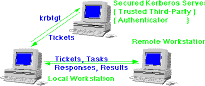 Secured Kerberos Server
( Trusted Third-Party )
( Authenticator )
krbtgt
Tickets
Remote Workstation
Tickets, Tasks
Responses, Results
Local Workstation